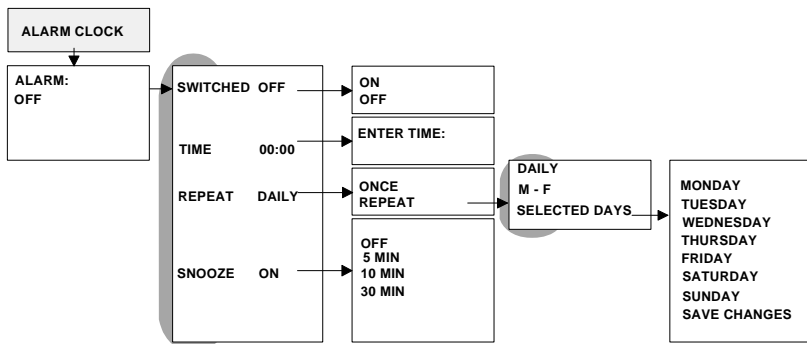 ALARM CLOCK
ALARM:
OFF
SWITCHED OFF
TIME 00:00
REPEAT DAILY
SNOOZE ON
ON
OFF
ENTER TIME:
ONCE
REPEAT
OFF
5 MIN
10 MIN
30 MIN
DAILY
M - F
SELECTED DAYS
MONDAY
TUESDAY
WEDNESDAY
THURSDAY
FRIDAY
SATURDAY
SUNDAY
SAVE CHANGES